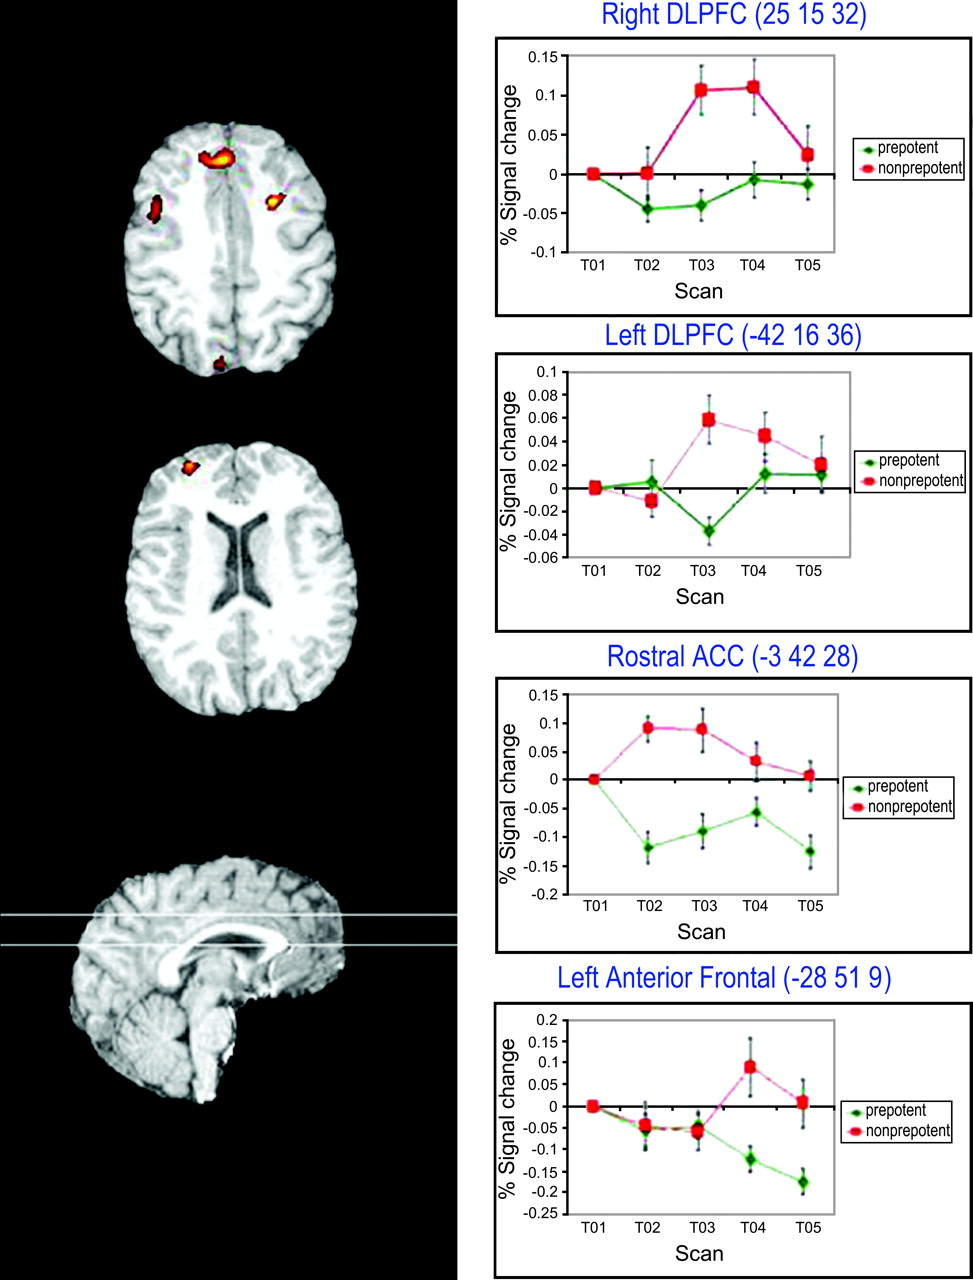 Right DLPFC (25 15 32)
0.15
0.1
0.05
0
-0.05
-0.1
% Signal change
T01 T02 T03 T04 T05
Scan
prepotent
nonprepotent
Left DLPFC (-42 16 36)
0.1
0.08
0.06
0.04
0.02
0
-0.02
-0.04
-0.06
% Signal change
T01 T02 T03 T04 T05
Scan
prepotent
nonprepotent
Rostral ACC (-3 42 28)
0.15
0.1
0.05
0
-0.05
-0.1
-0.15
-0.2
% Signal change
T01 T02 T03 T04 T05
Scan
prepotent
nonprepotent
Left Anterior Frontal (-28 51 9)
0.2
0.15
0.1
0.05
0
-0.05
-0.1
-0.15
-0.2
-0.25
% Signal change
T01 T02 T03 T04 T05
Scan
prepotent
nonprepotent